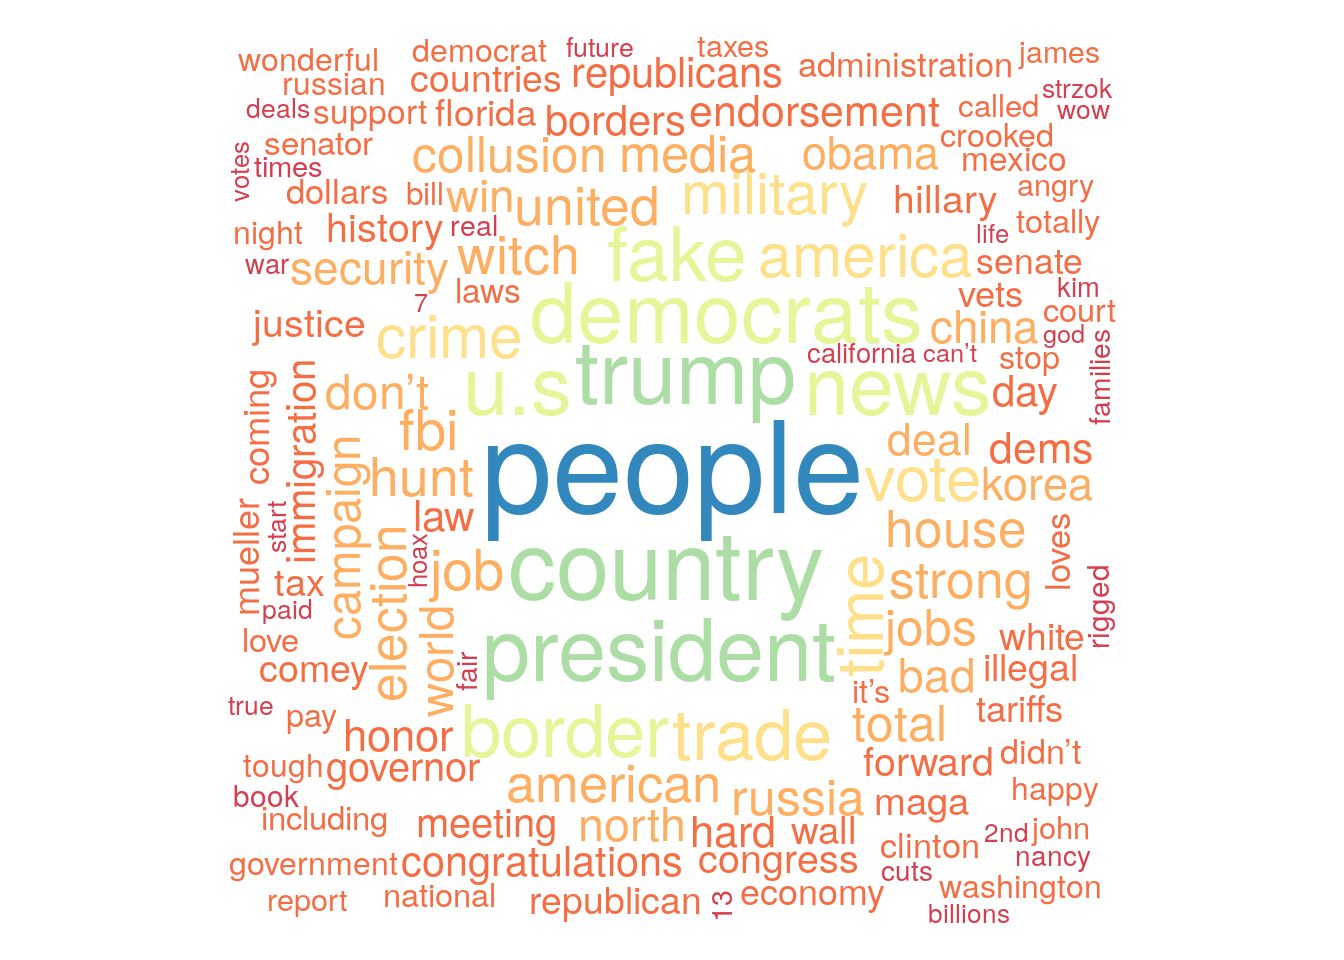 wonderful
democrat
future
taxes
james
russian
countries
republicans
administration
strzok
deals
support
florida
borders
endorsement
called
wow
senator
crooked
votes
times
collusion
media
obama
mexico
dollars
bill
win
united
military
hillary
angry
night
history
real
life
totally
war
security
witch
fake
america
senate
7
laws
vets
kim
justice
crime
democrats
china
court
god
california
can’t
stop
families
coming
immigration
don’t
u.s
trump
news
day
fbi
deal
dems
campaign
hunt
people
vote
korea
mueller
start
law
house
loves
tax
election
hoax
job
country
time
strong
rigged
paid
world
jobs
white
love
comey
fair
president
bad
illegal
it’s
true
pay
honor
border
trade
total
tariffs
tough
governor
forward
didn’t
book
american
russia
maga
happy
including
meeting
north
hard
wall
clinton
2nd
john
government
congratulations
congress
cuts
nancy
report
national
republican
13
economy
washington
billions